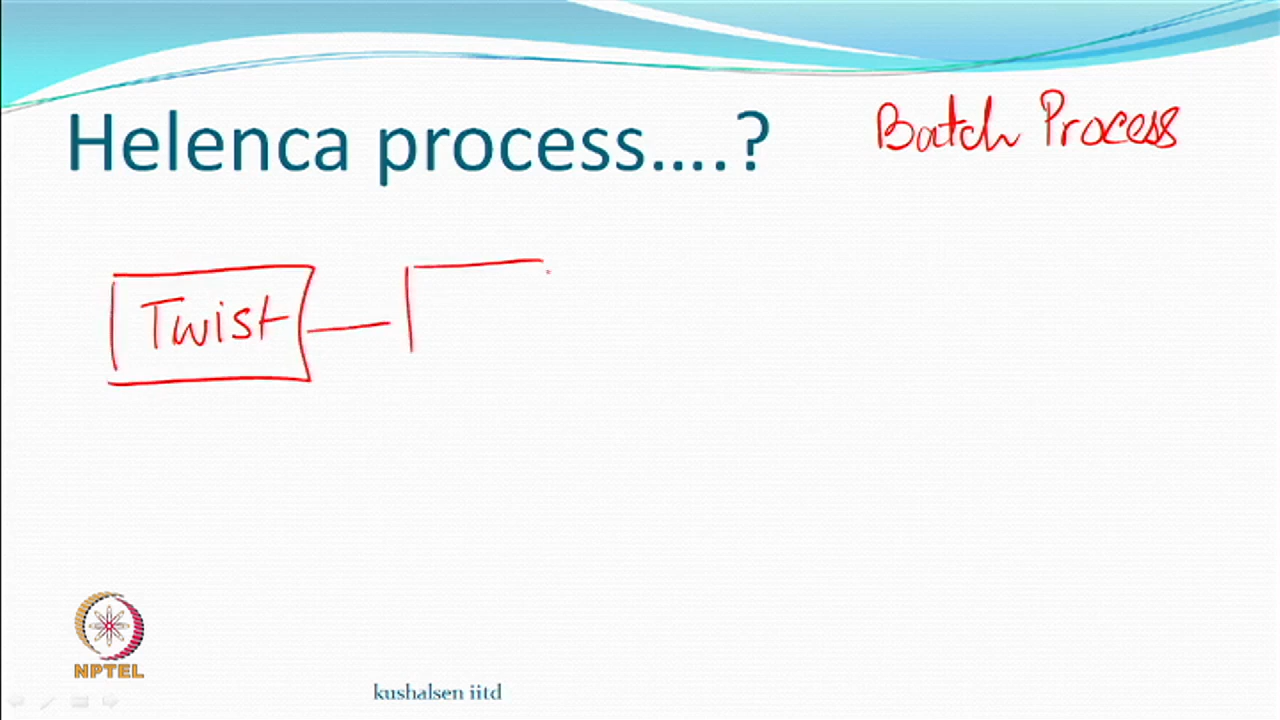 Helenca process….?
Batch Process
Twist
NPTEL
kushalsen iitd